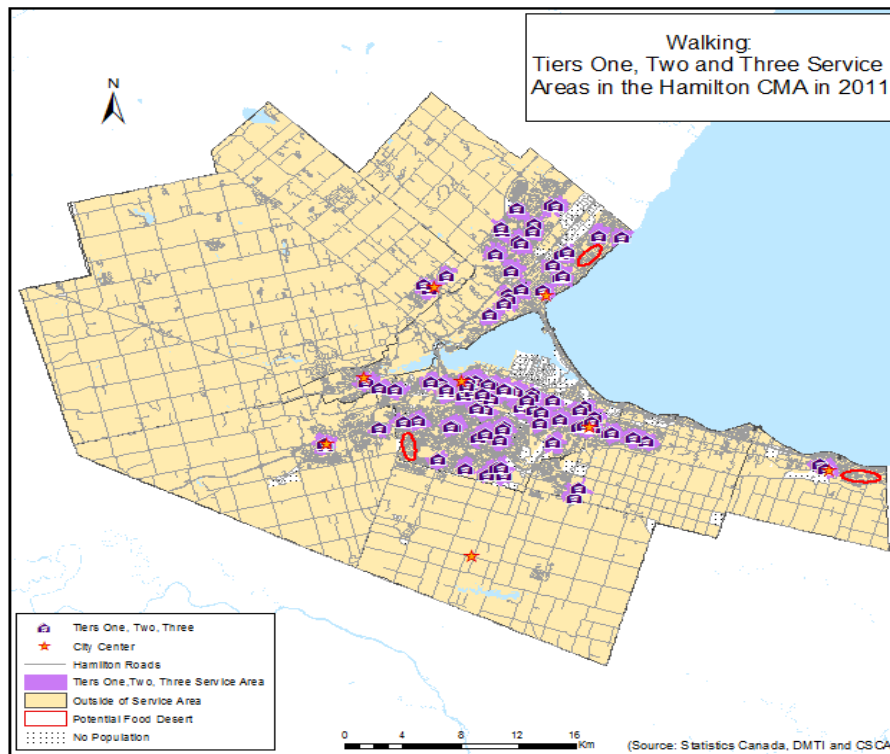 Walking:
Tiers One, Two and Three Service
Areas in the Hamilton CMA in 2011
N
Tiers One, Two, Three
City Center
Hamilton Roads
Tiers One,Two, Three Service Area
Outside of Service Area
Potential Food Desert
No Population
0 4 8 12 16
Km
(Source: Statistics Canada, DMTI and CSCA